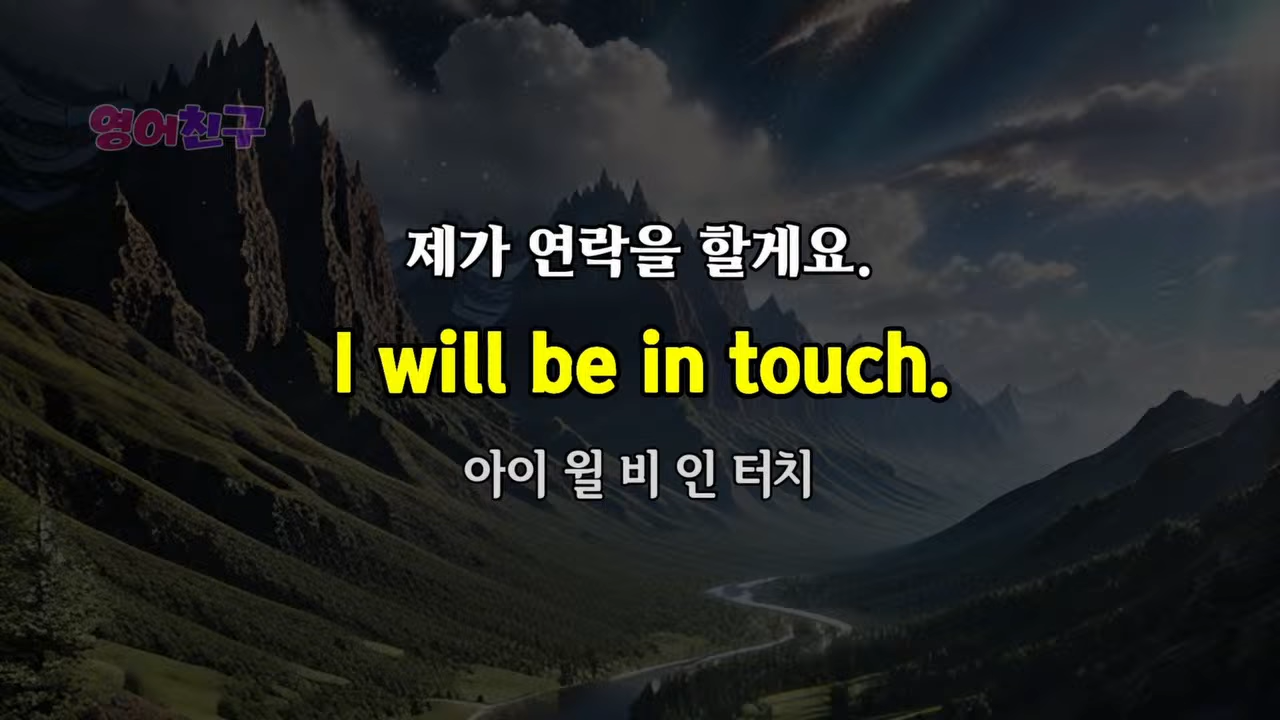 영어친구
제가 연락을 할게요.
I will be in touch.
아이 윌 비 인 터치